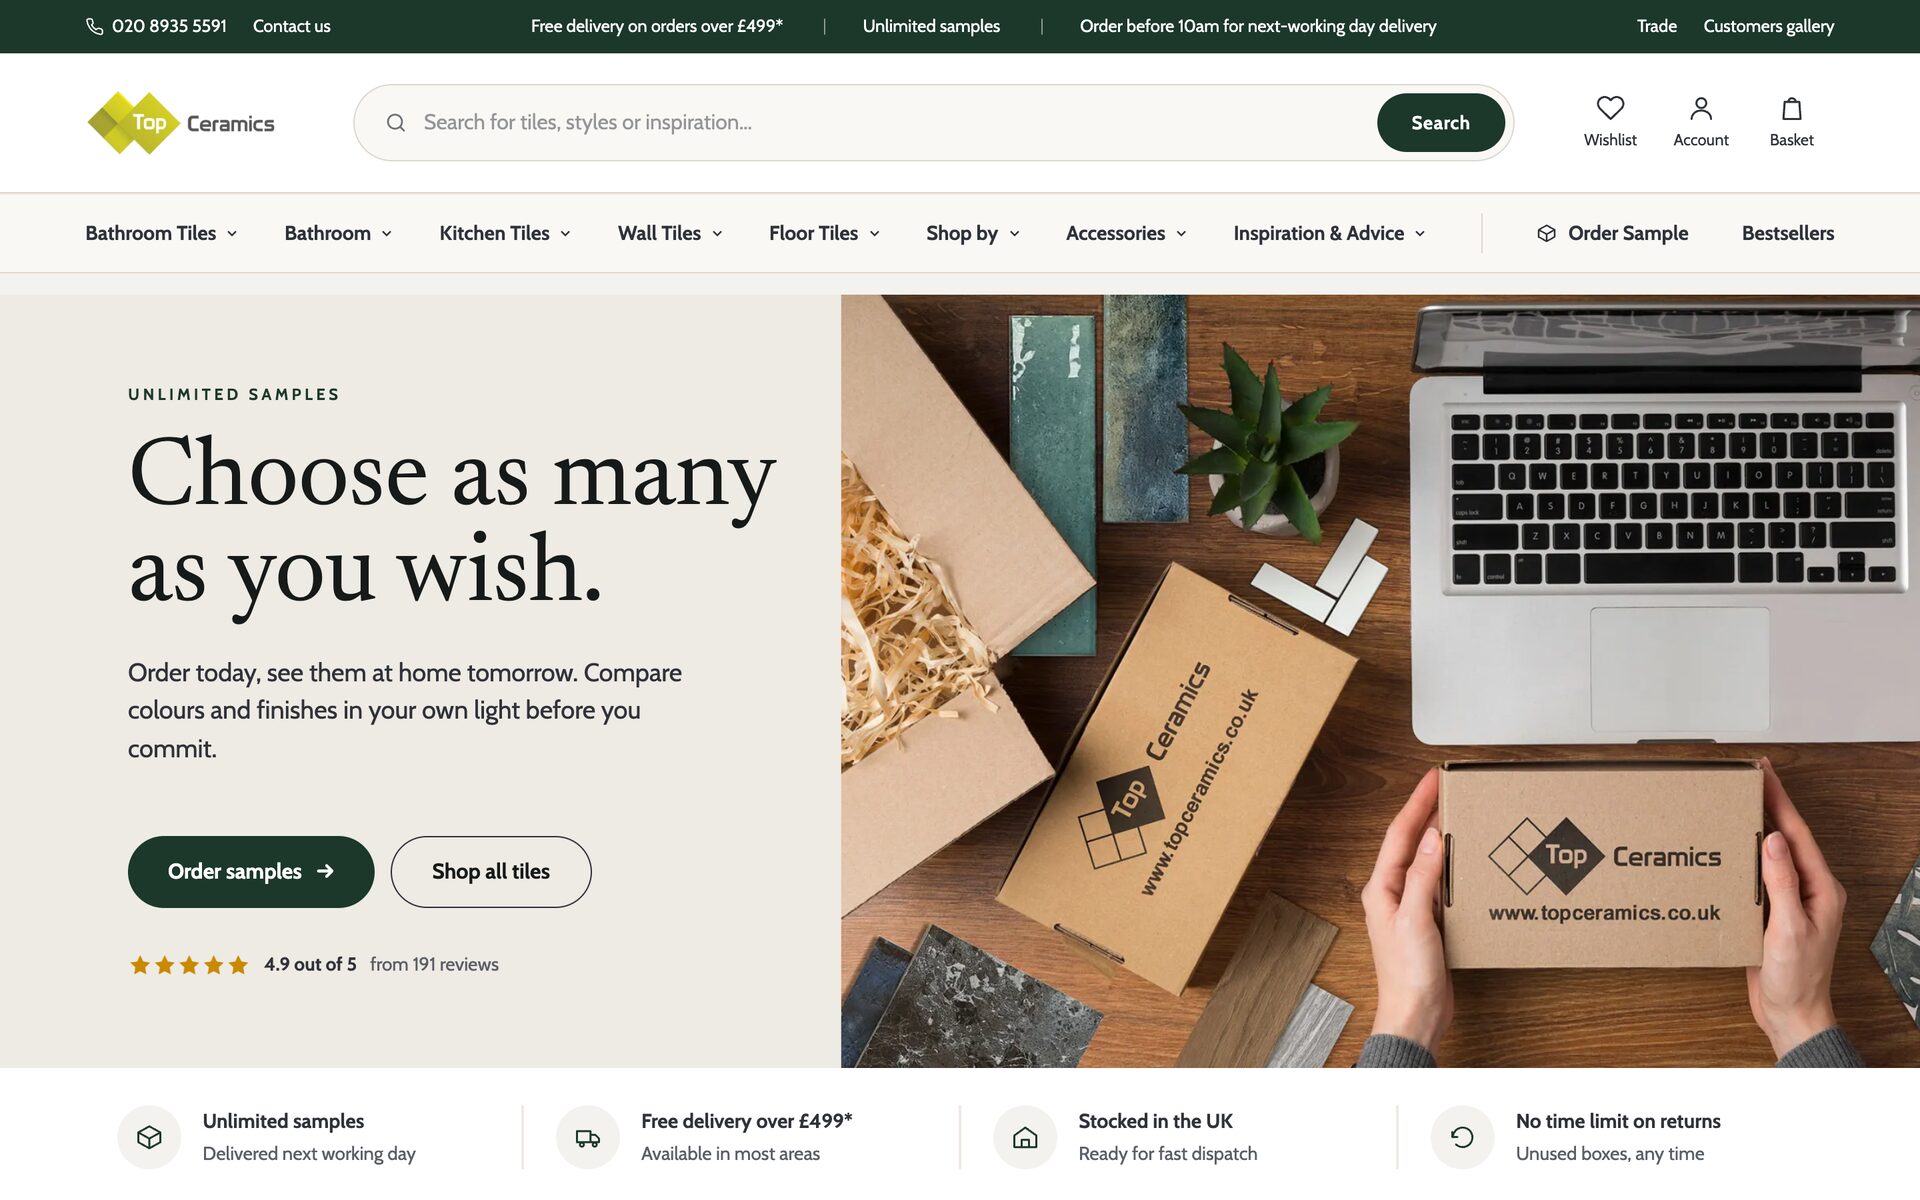 020 8935 5591 Contact us Free delivery on orders over £499* Unlimited samples Order before 10am for next-working day delivery Trade Customers gallery
Top Ceramics
Search for tiles, styles or inspiration...
Search
Wishlist Account Basket
Bathroom Tiles Bathroom Kitchen Tiles Wall Tiles Floor Tiles Shop by Accessories Inspiration & Advice Order Sample Bestsellers
UNLIMITED SAMPLES
Choose as many
as you wish.
Order today, see them at home tomorrow. Compare
colours and finishes in your own light before you
commit.
Order samples Shop all tiles
4.9 out of 5 from 191 reviews
Top Ceramics
www.topceramics.co.uk
Top Ceramics
www.topceramics.co.uk
Q W E R T Y U I O P
A S D F G H J K L
Z X C V B N M
Unlimited samples
Delivered next working day
Free delivery over £499*
Available in most areas
Stocked in the UK
Ready for fast dispatch
No time limit on returns
Unused boxes, any time